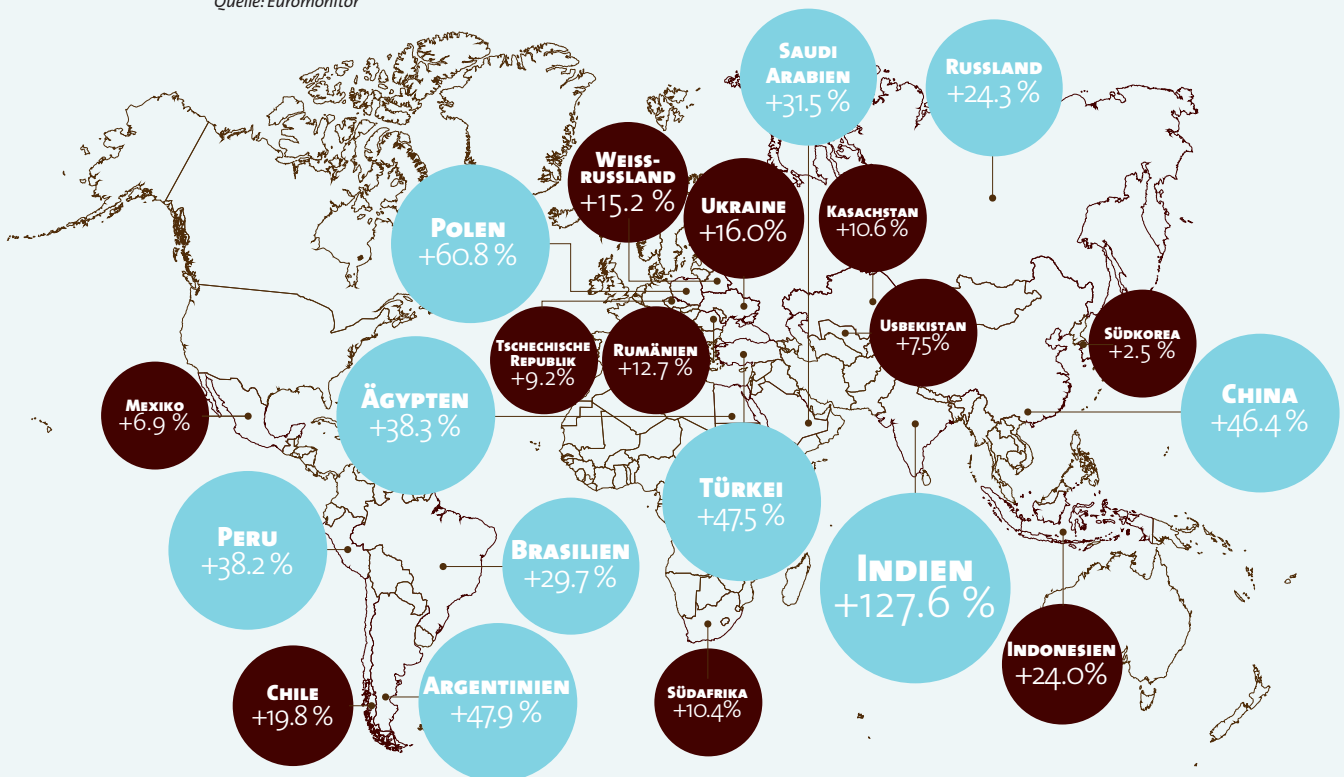 Quelle: Euromonitor
SAUDI
ARABIEN
+31.5 %
RUSSLAND
+24.3 %
WEISS-
RUSSLAND
+15.2 %
UKRAINE
+16.0%
KASACHSTAN
+10.6 %
POLEN
+60.8 %
TSCHECHISCHE
REPUBLIK
+9.2%
RUMÄNIEN
+12.7 %
USBEKISTAN
+7.5%
SÜDKOREA
+2.5 %
CHINA
+46.4 %
MEXIKO
+6.9 %
ÄGYPTEN
+38.3 %
TÜRKEI
+47.5 %
PERU
+38.2 %
BRASILIEN
+29.7 %
INDIEN
+127.6 %
INDONESIEN
+24.0%
CHILE
+19.8 %
ARGENTINIEN
+47.9 %
SÜDAFRIKA
+10.4%